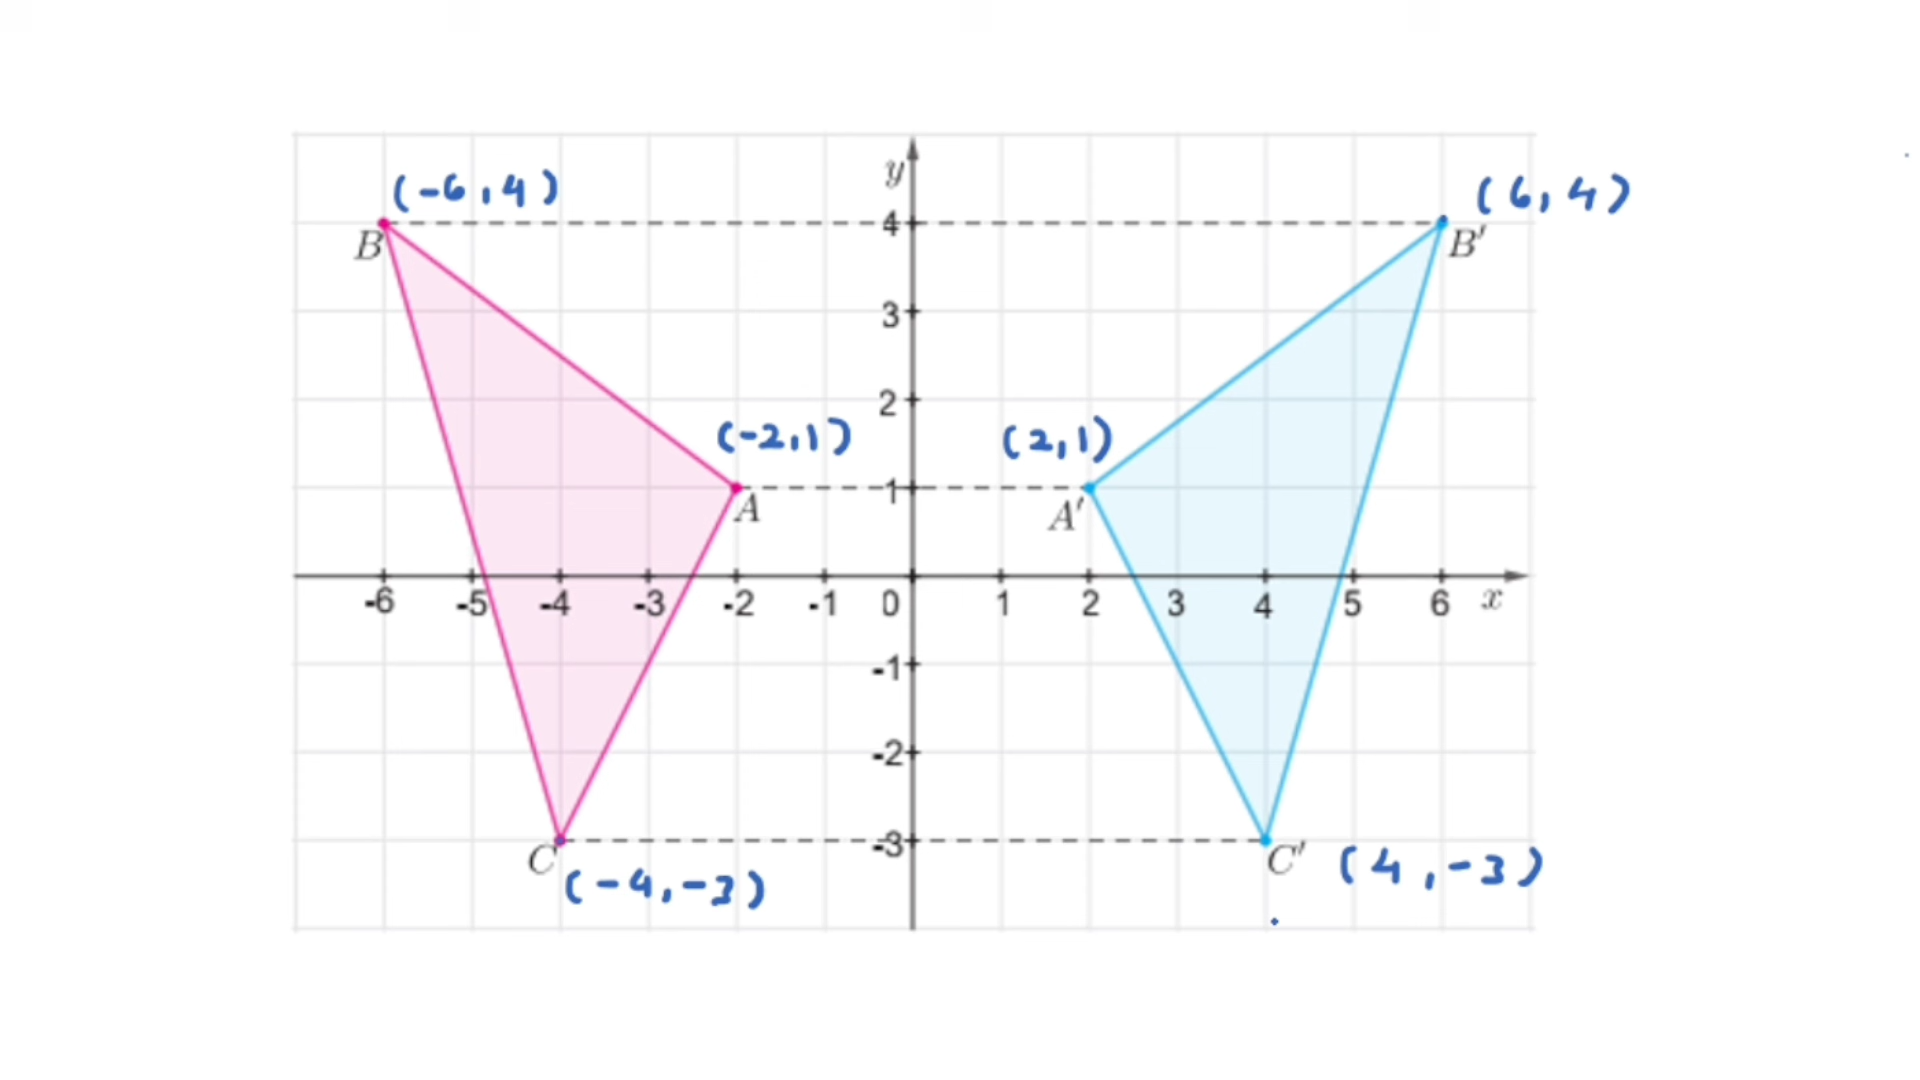 y
(-6,4)
(6,4)
B
4
B'
3
2
(-2,1)
(2,1)
1
A
A'
-6 -5 -4 -3 -2 -1 0 1 2 3 4 5 6 x
-1
-2
-3
C
C'
(4,-3)
(-4,-3)